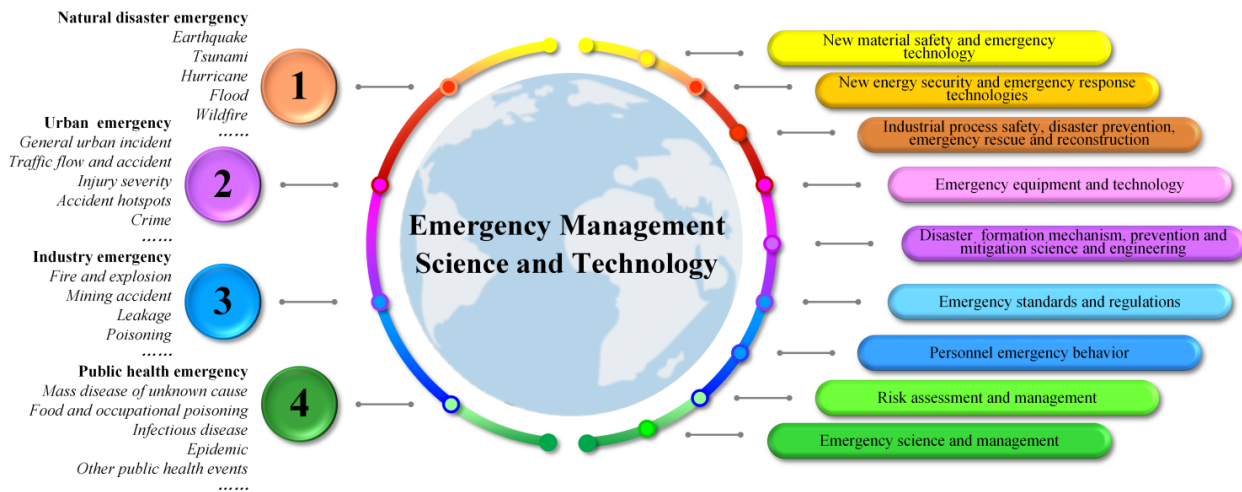 Natural disaster emergency
Earthquake
Tsunami
Hurricane
Flood
Wildfire
......
1
Urban emergency
General urban incident
Traffic flow and accident
Injury severity
Accident hotspots
Crime
......
2
Industry emergency
Fire and explosion
Mining accident
Leakage
Poisoning
......
3
Public health emergency
Mass disease of unknown cause
Food and occupational poisoning
Infectious disease
Epidemic
Other public health events
......
4
Emergency Management
Science and Technology
New material safety and emergency
technology
New energy security and emergency response
technologies
Industrial process safety, disaster prevention,
emergency rescue and reconstruction
Emergency equipment and technology
Disaster formation mechanism, prevention and
mitigation science and engineering
Emergency standards and regulations
Personnel emergency behavior
Risk assessment and management
Emergency science and management